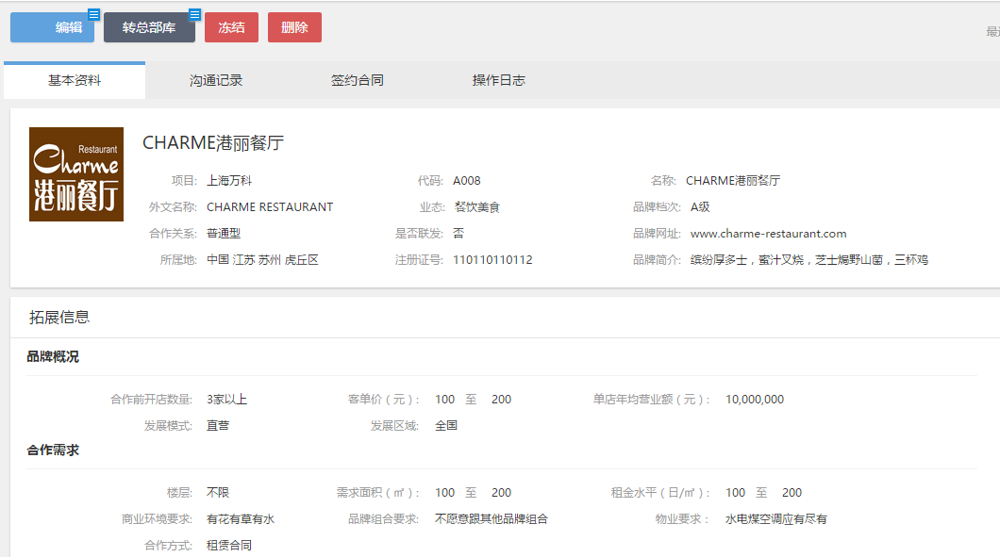 编辑 转总部库 冻结 删除
最
基本资料 沟通记录 签约合同 操作日志
Restaurant
Charme
港丽餐厅
CHARME港丽餐厅
项目: 上海万科 代码: A008 名称: CHARME港丽餐厅
外文名称: CHARME RESTAURANT 业态: 餐饮美食 品牌档次: A级
合作关系: 普通型 是否联发: 否 品牌网址: www.charme-restaurant.com
所属地: 中国 江苏 苏州 虎丘区 注册证号: 110110110112 品牌简介: 缤纷厚多士，蜜汁叉烧，芝士焗野山菌，三杯鸡
拓展信息
品牌概况
合作前开店数量: 3家以上 客单价（元）: 100 至 200 单店年均营业额（元）: 10,000,000
发展模式: 直营 发展区域: 全国
合作需求
楼层: 不限 需求面积（㎡）: 100 至 200 租金水平（日/㎡）: 100 至 200
商业环境要求: 有花有草有水 品牌组合要求: 不愿意跟其他品牌组合 物业要求: 水电煤空调应有尽有
合作方式: 租赁合同